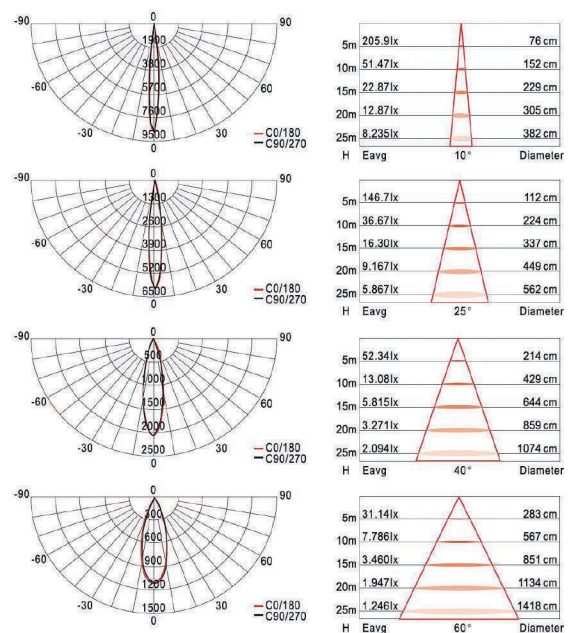 0
-90 90
1900
3800
-60 5700 60
7600
-30 9500 30
C0/180
C90/270
5m 205.9lx 76 cm
10m 51.47lx 152 cm
15m 22.87lx 229 cm
20m 12.87lx 305 cm
25m 8.235lx 382 cm
H Eavg 10° Diameter
0
-90 90
1300
2600
-60 3900 60
5200
-30 6500 30
C0/180
C90/270
5m 146.7lx 112 cm
10m 36.67lx 224 cm
15m 16.30lx 337 cm
20m 9.167lx 449 cm
25m 5.867lx 562 cm
H Eavg 25° Diameter
0
-90 90
500
1000
-60 1500 60
2000
-30 2500 30
C0/180
C90/270
5m 52.34lx 214 cm
10m 13.08lx 429 cm
15m 5.815lx 644 cm
20m 3.271lx 859 cm
25m 2.094lx 1074 cm
H Eavg 40° Diameter
0
-90 90
300
600
-60 900 60
1200
-30 1500 30
C0/180
C90/270
5m 31.14lx 283 cm
10m 7.786lx 567 cm
15m 3.460lx 851 cm
20m 1.947lx 1134 cm
25m 1.246lx 1418 cm
H Eavg 60° Diameter